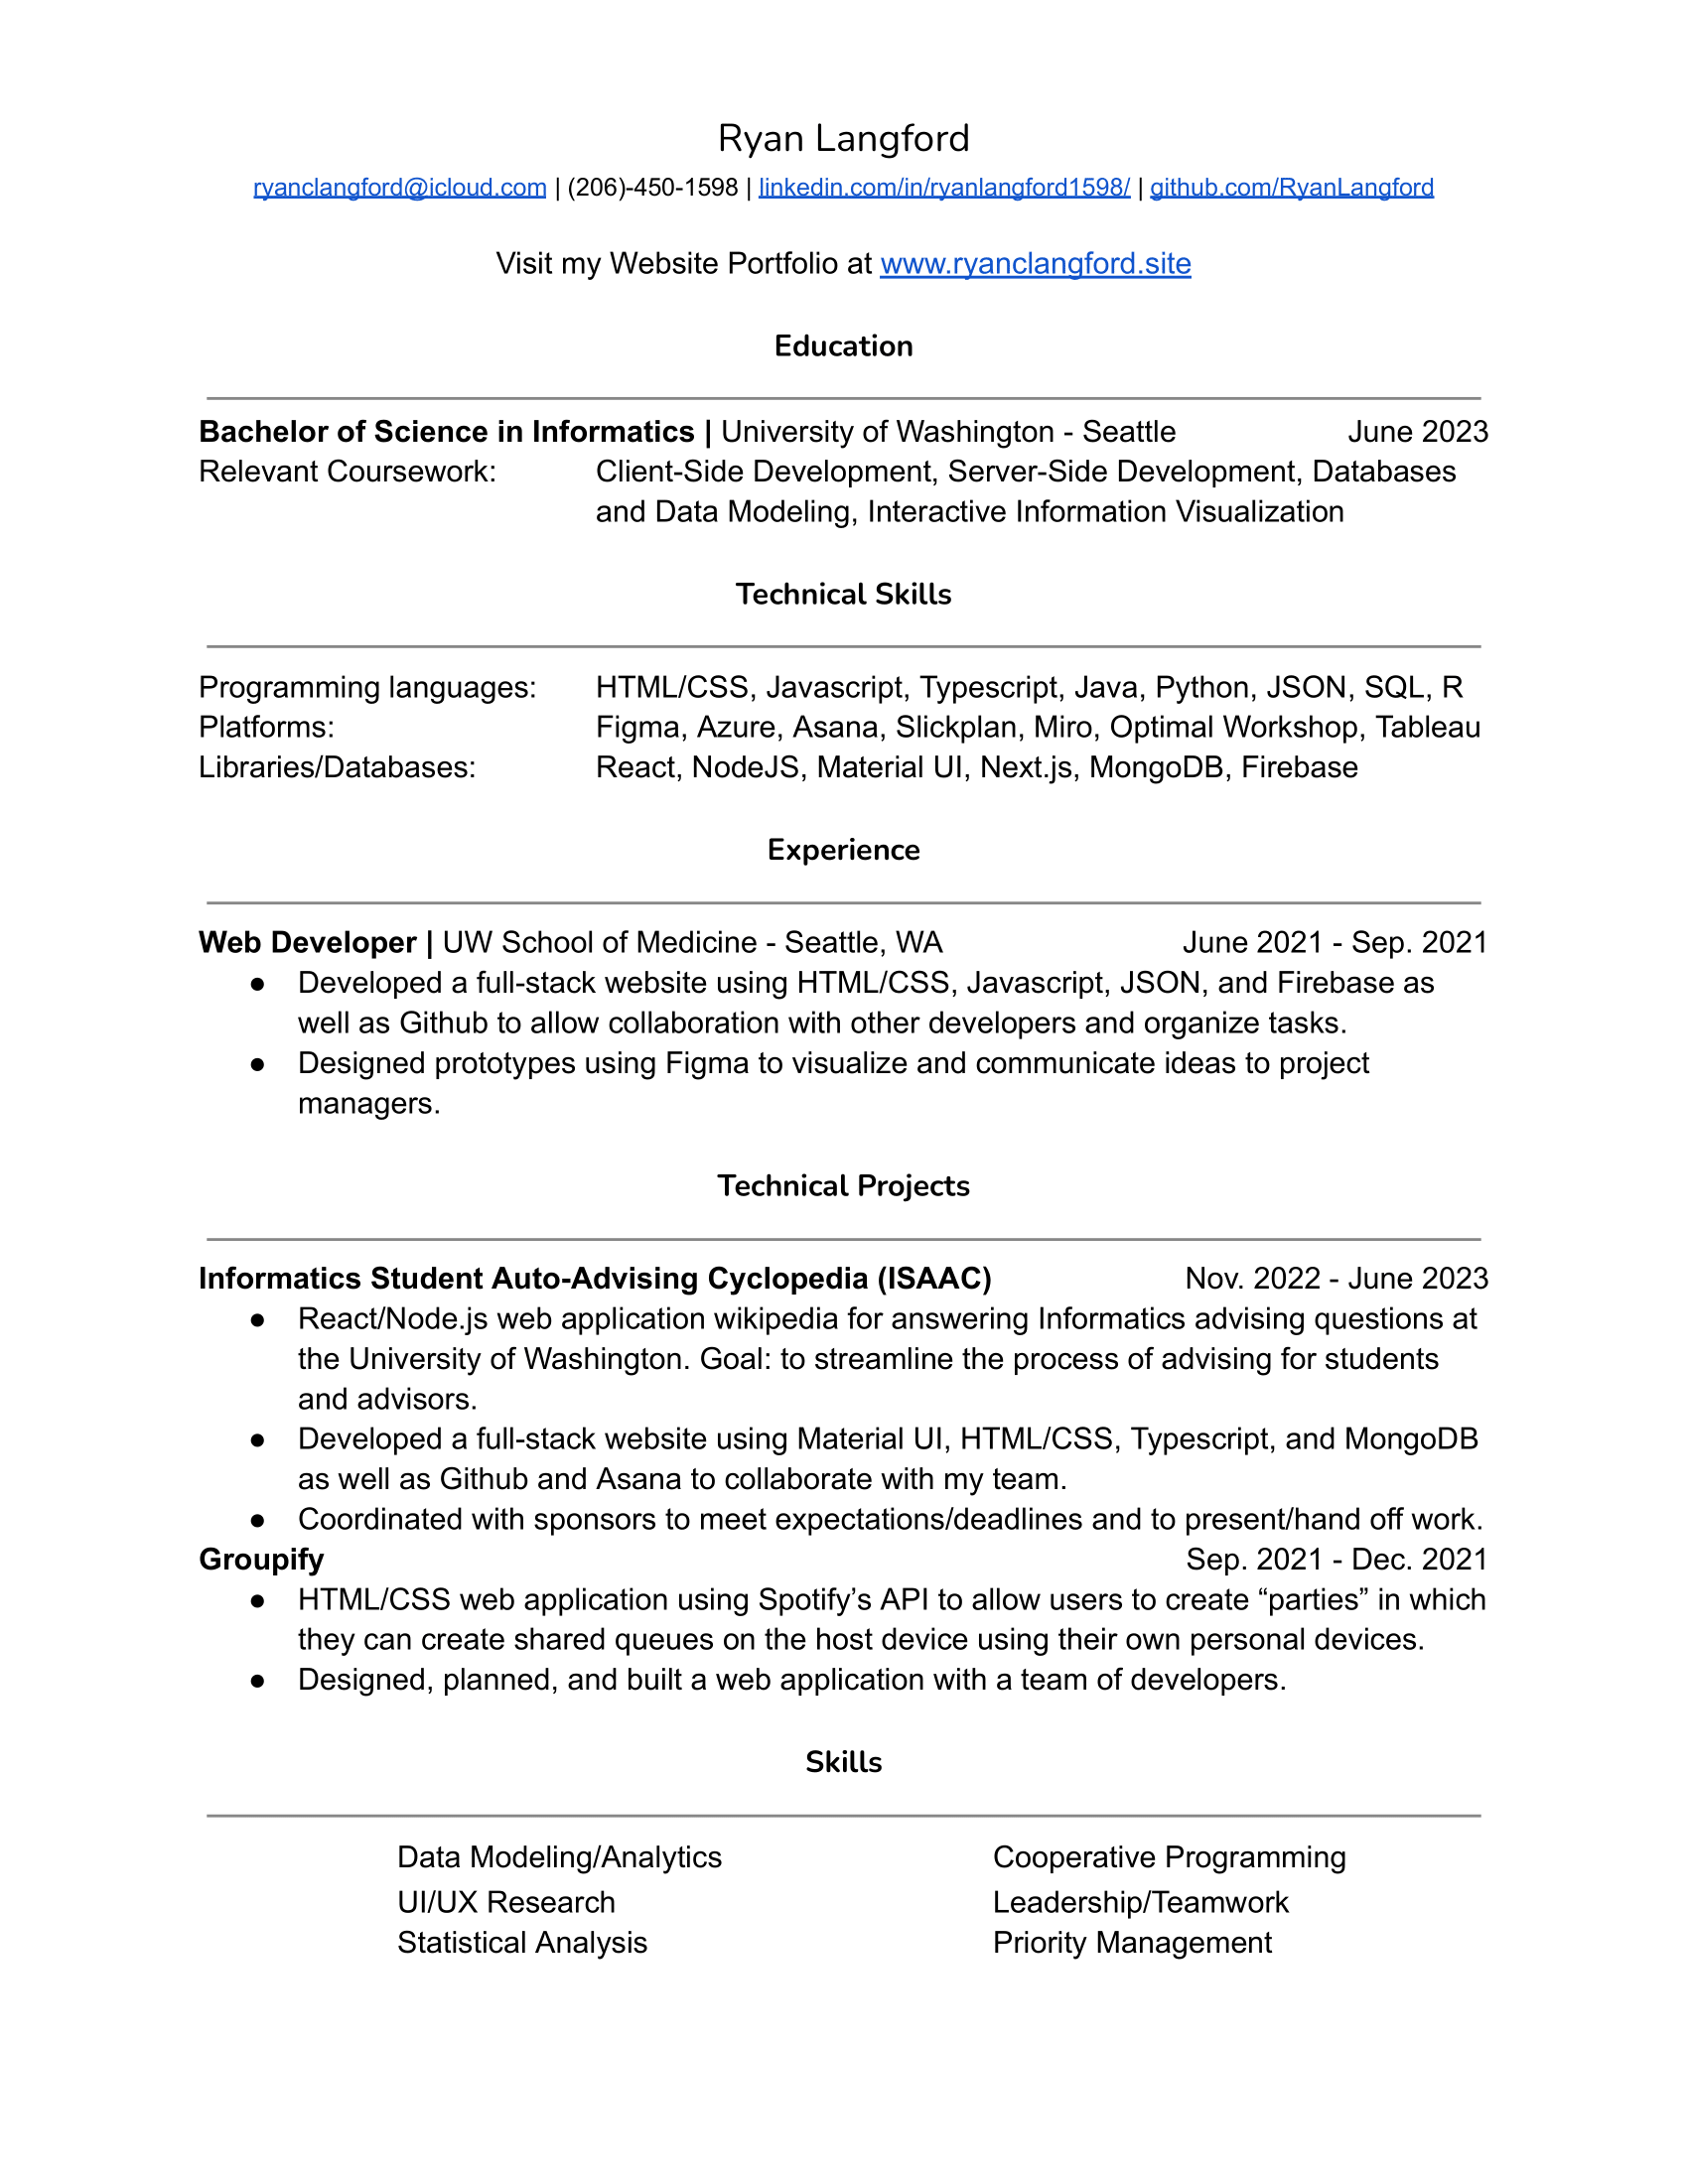 Ryan Langford
ryanclangford@icloud.com | (206)-450-1598 | linkedin.com/in/ryanlangford1598/ | github.com/RyanLangford
Visit my Website Portfolio at www.ryanclangford.site
Education
Bachelor of Science in Informatics | University of Washington - Seattle June 2023
Relevant Coursework: Client-Side Development, Server-Side Development, Databases
and Data Modeling, Interactive Information Visualization
Technical Skills
Programming languages: HTML/CSS, Javascript, Typescript, Java, Python, JSON, SQL, R
Platforms: Figma, Azure, Asana, Slickplan, Miro, Optimal Workshop, Tableau
Libraries/Databases: React, NodeJS, Material UI, Next.js, MongoDB, Firebase
Experience
Web Developer | UW School of Medicine - Seattle, WA June 2021 - Sep. 2021
● Developed a full-stack website using HTML/CSS, Javascript, JSON, and Firebase as
well as Github to allow collaboration with other developers and organize tasks.
● Designed prototypes using Figma to visualize and communicate ideas to project
managers.
Technical Projects
Informatics Student Auto-Advising Cyclopedia (ISAAC) Nov. 2022 - June 2023
● React/Node.js web application wikipedia for answering Informatics advising questions at
the University of Washington. Goal: to streamline the process of advising for students
and advisors.
● Developed a full-stack website using Material UI, HTML/CSS, Typescript, and MongoDB
as well as Github and Asana to collaborate with my team.
● Coordinated with sponsors to meet expectations/deadlines and to present/hand off work.
Groupify Sep. 2021 - Dec. 2021
● HTML/CSS web application using Spotify’s API to allow users to create “parties” in which
they can create shared queues on the host device using their own personal devices.
● Designed, planned, and built a web application with a team of developers.
Skills
Data Modeling/Analytics Cooperative Programming
UI/UX Research Leadership/Teamwork
Statistical Analysis Priority Management